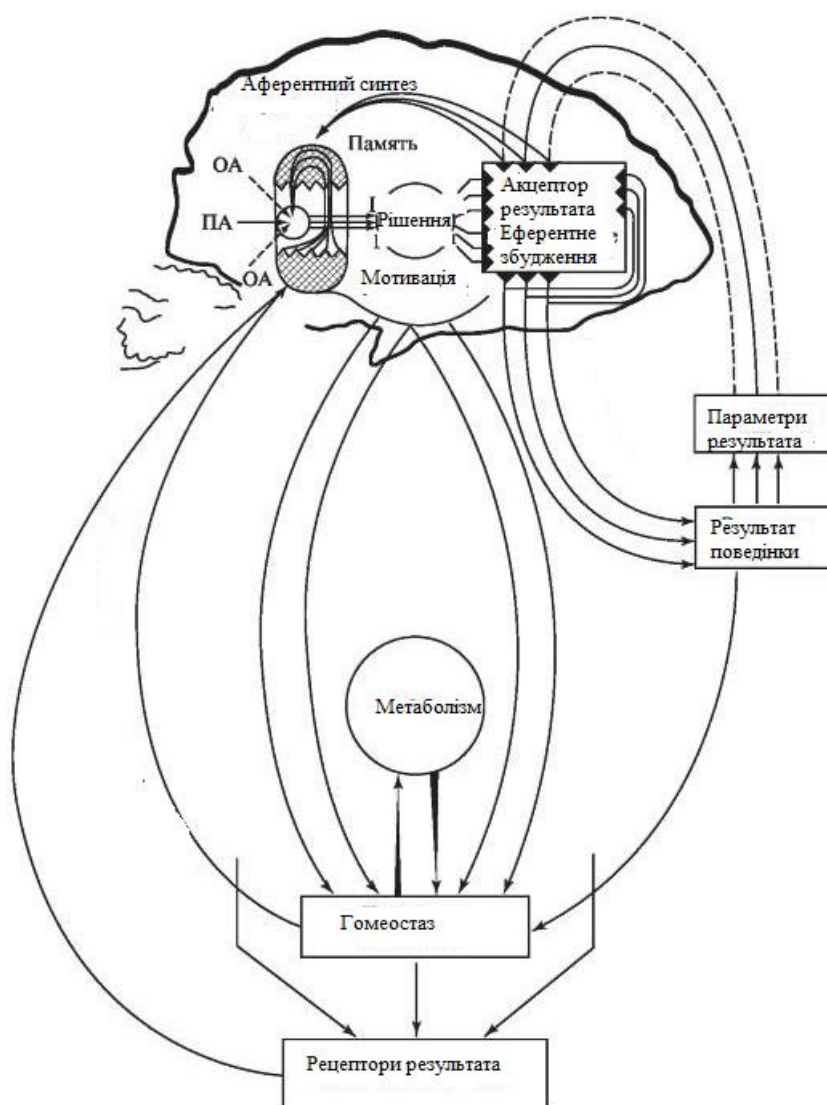 Аферентний синтез
Память
ОА
ПА
ОА
Рішення
Мотивація
Акцептор
результата
Еферентне
збудження
Параметри
результата
Результат
поведінки
Метаболізм
Гомеостаз
Рецептори результата